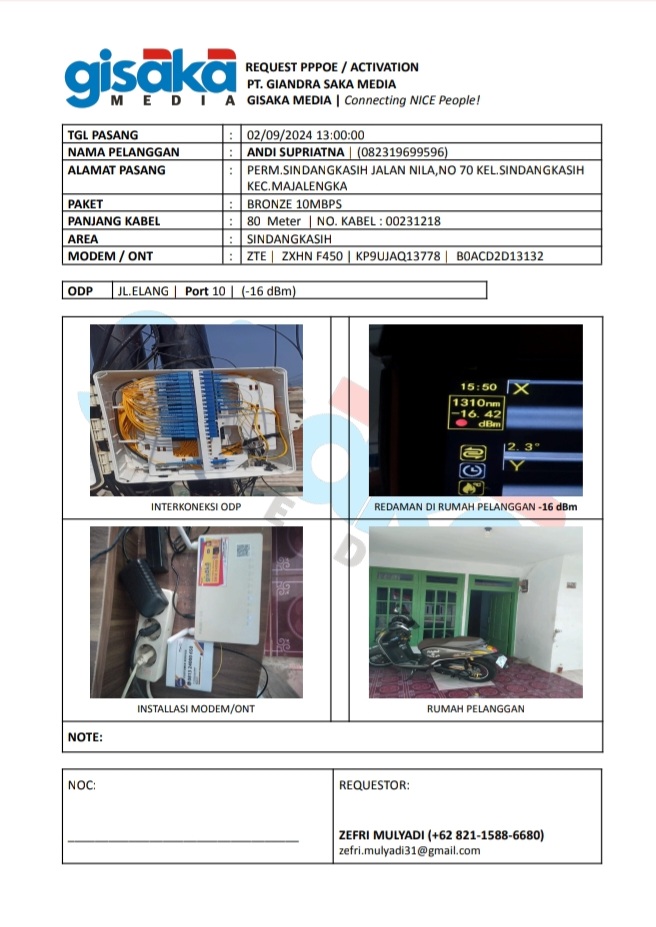 gisaka
MEDIA
REQUEST PPPOE / ACTIVATION
PT. GIANDRA SAKA MEDIA
GISAKA MEDIA | Connecting NICE People!
TGL PASANG : 02/09/2024 13:00:00
NAMA PELANGGAN : ANDI SUPRIATNA | (082319699596)
ALAMAT PASANG : PERM.SINDANGKASIH JALAN NILA,NO 70 KEL.SINDANGKASIH
KEC.MAJALENGKA
PAKET : BRONZE 10MBPS
PANJANG KABEL : 80 Meter | NO. KABEL : 00231218
AREA : SINDANGKASIH
MODEM / ONT : ZTE | ZXHN F450 | KP9UJAQ13778 | B0ACD2D13132
ODP JL.ELANG | Port 10 | (-16 dBm)
15:50
X
1310nm
-16.42
dBm
2.3°
Y
INTERKONEKSI ODP
REDAMAN DI RUMAH PELANGGAN -16 dBm
INSTALLASI MODEM/ONT
RUMAH PELANGGAN
NOTE:
NOC:
REQUESTOR:
ZEFRI MULYADI (+62 821-1588-6680)
zefri.mulyadi31@gmail.com